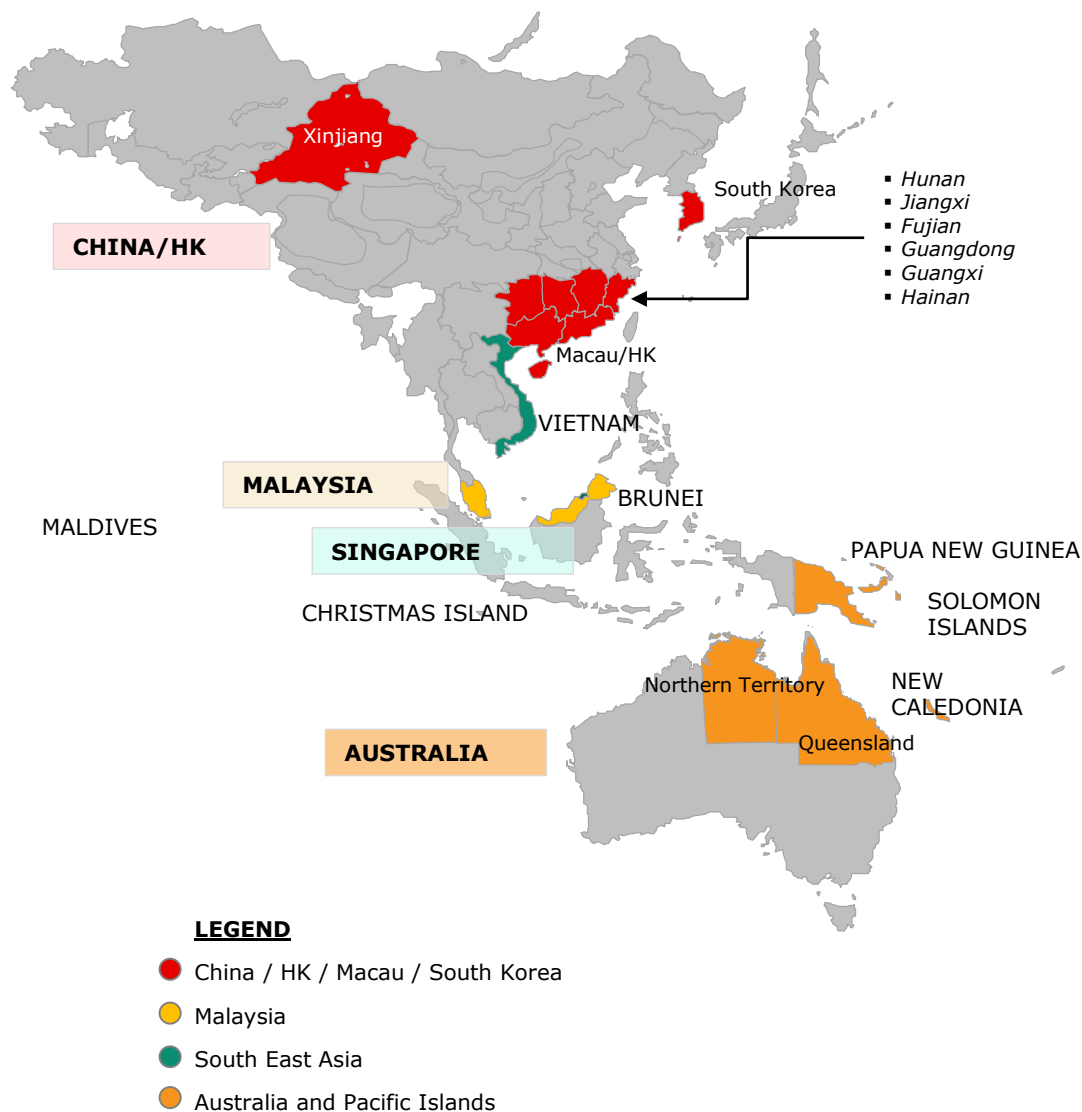 Xinjiang
South Korea
▪ Hunan
▪ Jiangxi
▪ Fujian
▪ Guangdong
▪ Guangxi
▪ Hainan
CHINA/HK
Macau/HK
VIETNAM
MALAYSIA
BRUNEI
MALDIVES
SINGAPORE
PAPUA NEW GUINEA
CHRISTMAS ISLAND
SOLOMON
ISLANDS
Northern Territory
NEW
CALEDONIA
Queensland
AUSTRALIA
LEGEND
China / HK / Macau / South Korea
Malaysia
South East Asia
Australia and Pacific Islands